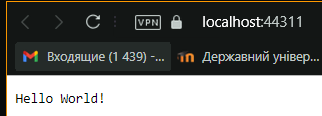 VPN localhost:44311
Входящие (1 439) -... Державний універ...
Hello World!